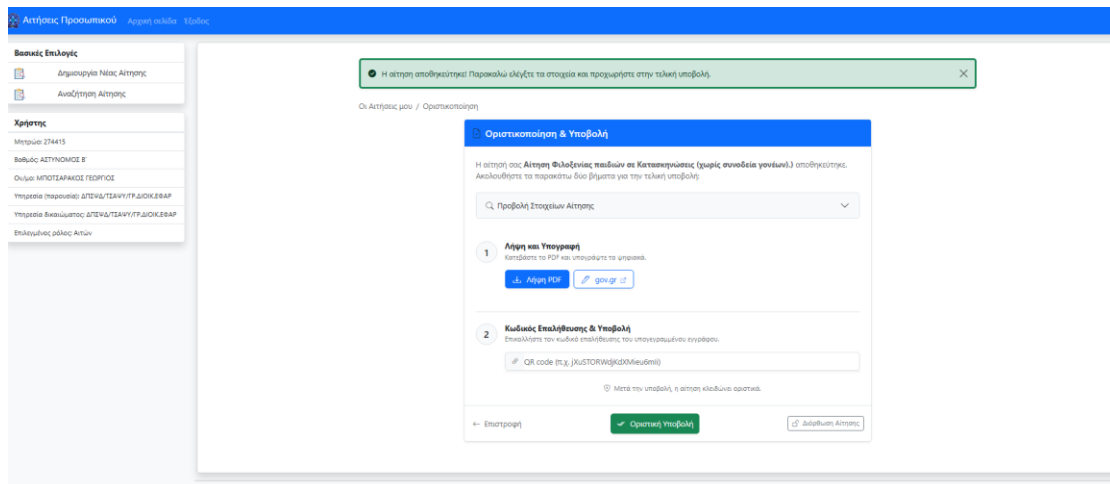 Αιτήσεις Προσωπικού Αρχική σελίδα Έξοδος
Βασικές Επιλογές
Δημιουργία Νέας Αίτησης
Αναζήτηση Αίτησης
Χρήστης
Μητρώο: 274415
Βαθμός: ΑΣΤΥΝΟΜΟΣ Β'
Ον/μο: ΜΠΟΤΣΑΡΑΚΟΣ ΓΕΩΡΓΙΟΣ
Υπηρεσία (παρουσία): ΔΠΣΨΔ/ΤΣΑΨΥ/ΓΡ.ΔΙΟΙΚ.ΕΦΑΡ
Υπηρεσία δικαιώματος: ΔΠΣΨΔ/ΤΣΑΨΥ/ΓΡ.ΔΙΟΙΚ.ΕΦΑΡ
Επιλεγμένος ρόλος: Αιτών
Η αίτηση αποθηκεύτηκε! Παρακαλώ ελέγξτε τα στοιχεία και προχωρήστε στην τελική υποβολή.
Οι Αιτήσεις μου / Οριστικοποίηση
Οριστικοποίηση & Υποβολή
Η αίτησή σας Αίτηση Φιλοξενίας παιδιών σε Κατασκηνώσεις (χωρίς συνοδεία γονέων).) αποθηκεύτηκε.
Ακολουθήστε τα παρακάτω δύο βήματα για την τελική υποβολή:
Προβολή Στοιχείων Αίτησης
1 Λήψη και Υπογραφή
Κατεβάστε το PDF και υπογράψτε το ψηφιακά.
Λήψη PDF gov.gr
2 Κωδικός Επαλήθευσης & Υποβολή
Επικολλήστε τον κωδικό επαλήθευσης του υπογεγραμμένου εγγράφου.
QR code (π.χ. jXuSTORWdjKdXMieu6mIi)
Μετά την υποβολή, η αίτηση κλειδώνει οριστικά.
← Επιστροφή Οριστική Υποβολή Διόρθωση Αίτησης